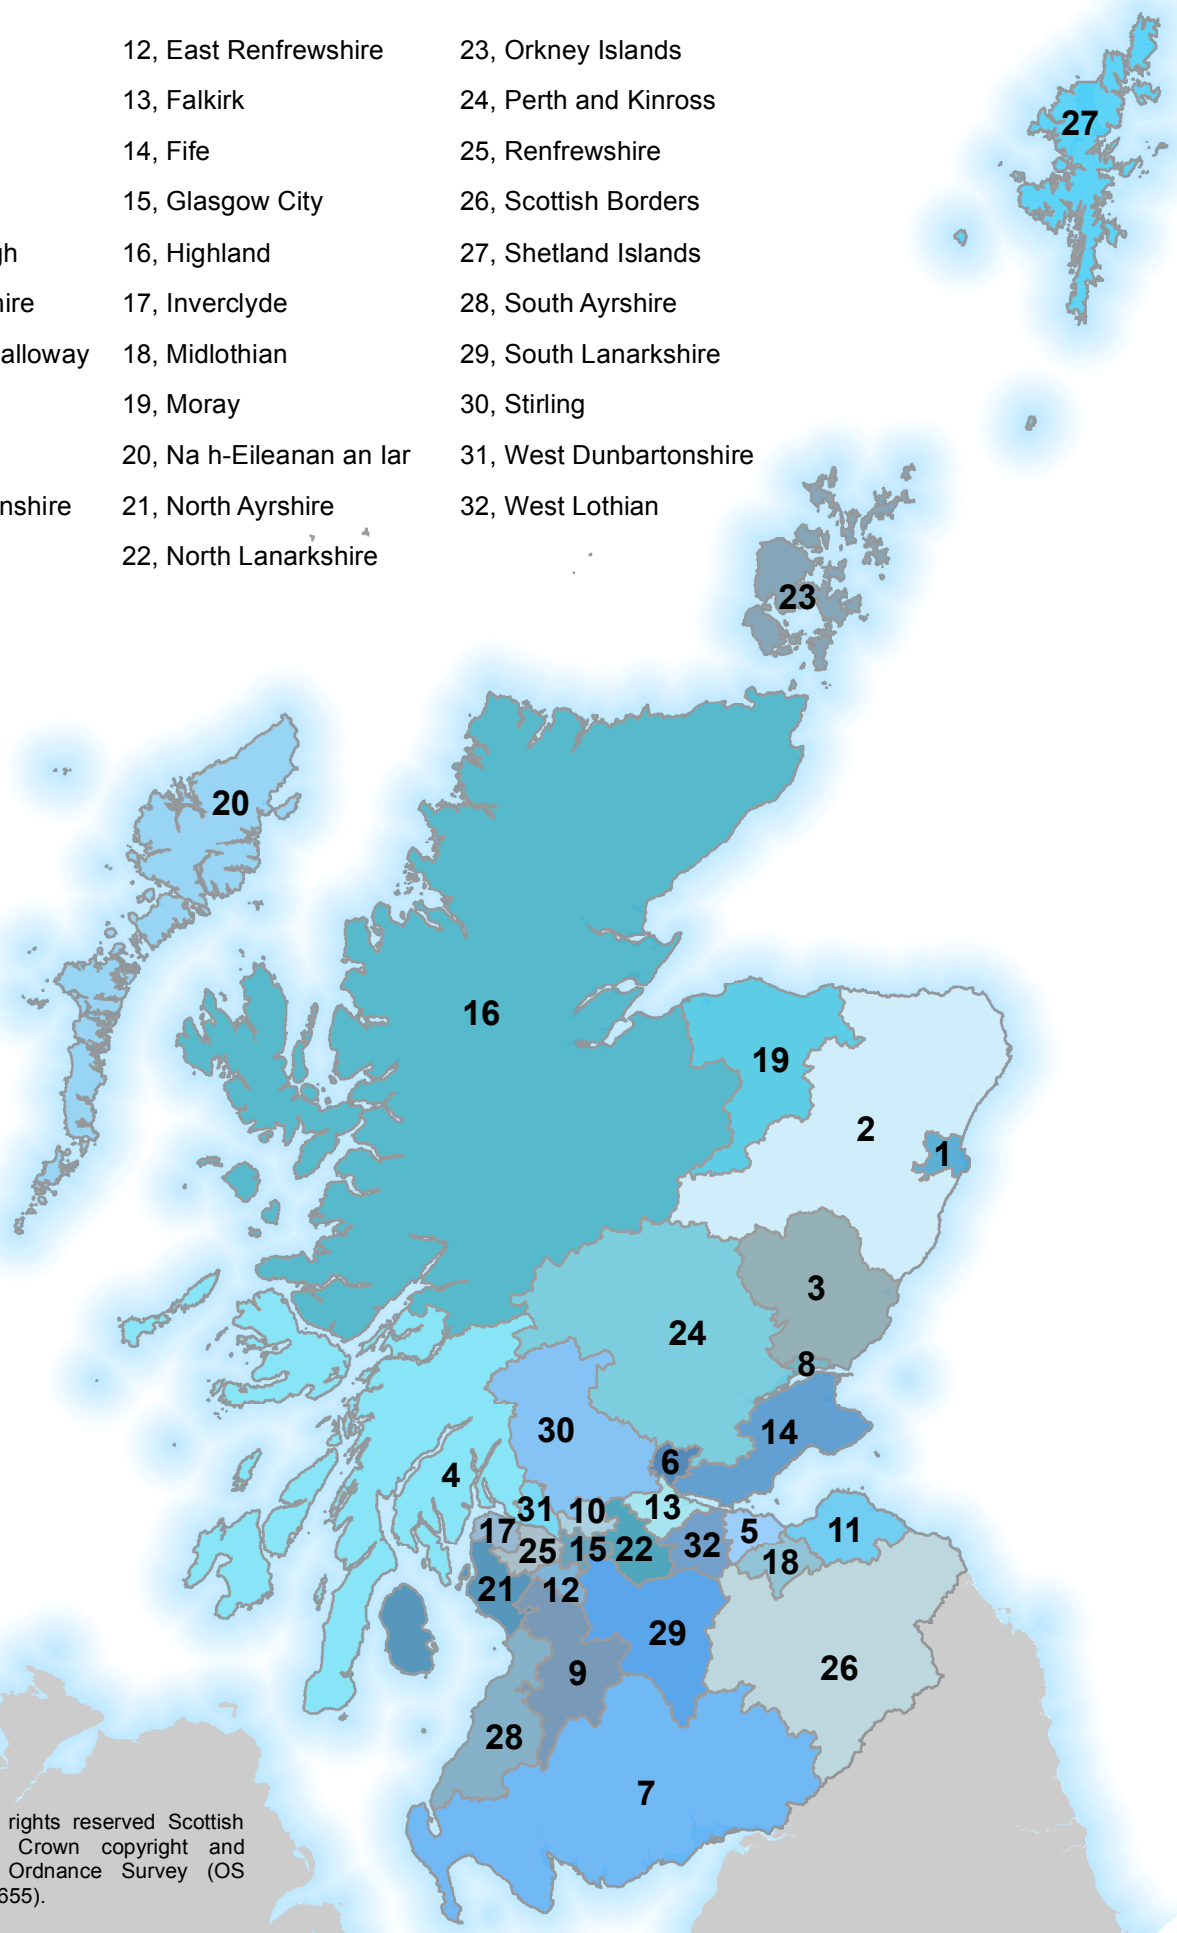 12, East Renfrewshire
13, Falkirk
14, Fife
15, Glasgow City
gh
16, Highland
ire
17, Inverclyde
alloway
18, Midlothian
19, Moray
20, Na h-Eileanan an Iar
nshire
21, North Ayrshire
22, North Lanarkshire
23, Orkney Islands
24, Perth and Kinross
25, Renfrewshire
26, Scottish Borders
27, Shetland Islands
28, South Ayrshire
29, South Lanarkshire
30, Stirling
31, West Dunbartonshire
32, West Lothian
27
23
20
16
19
2
1
3
24
8
14
30
6
4
31
10
13
17
25
15
22
32
5
11
18
21
12
29
9
26
28
7
rights reserved Scottish
Crown copyright and
Ordnance Survey (OS
655).